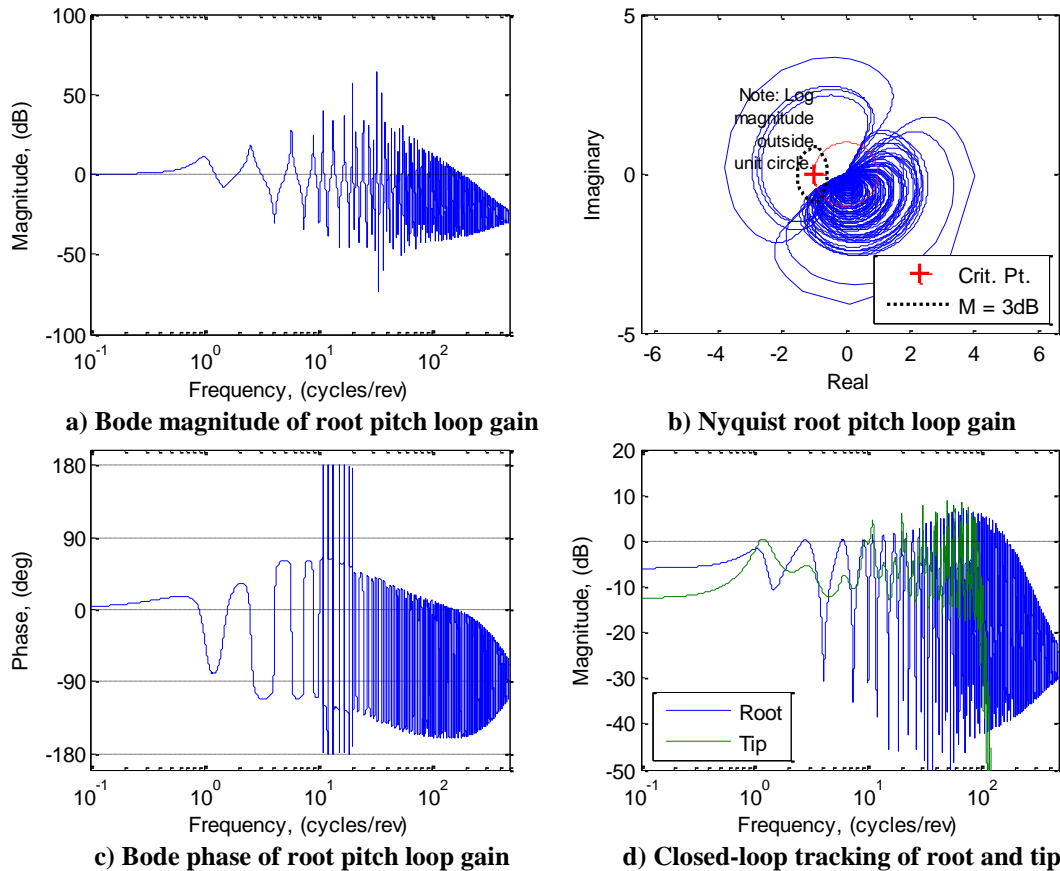 100
50
0
-50
-100
Magnitude, (dB)
10^-1
10^0
10^1
10^2
Frequency, (cycles/rev)
a) Bode magnitude of root pitch loop gain
5
0
-5
Imaginary
Note: Log
magnitude
outside
unit circle.
Crit. Pt.
M = 3dB
-6
-4
-2
0
2
4
6
Real
b) Nyquist root pitch loop gain
180
90
0
-90
-180
Phase, (deg)
10^-1
10^0
10^1
10^2
Frequency, (cycles/rev)
c) Bode phase of root pitch loop gain
20
10
0
-10
-20
-30
-40
-50
Magnitude, (dB)
Root
Tip
10^-1
10^0
10^1
10^2
Frequency, (cycles/rev)
d) Closed-loop tracking of root and tip